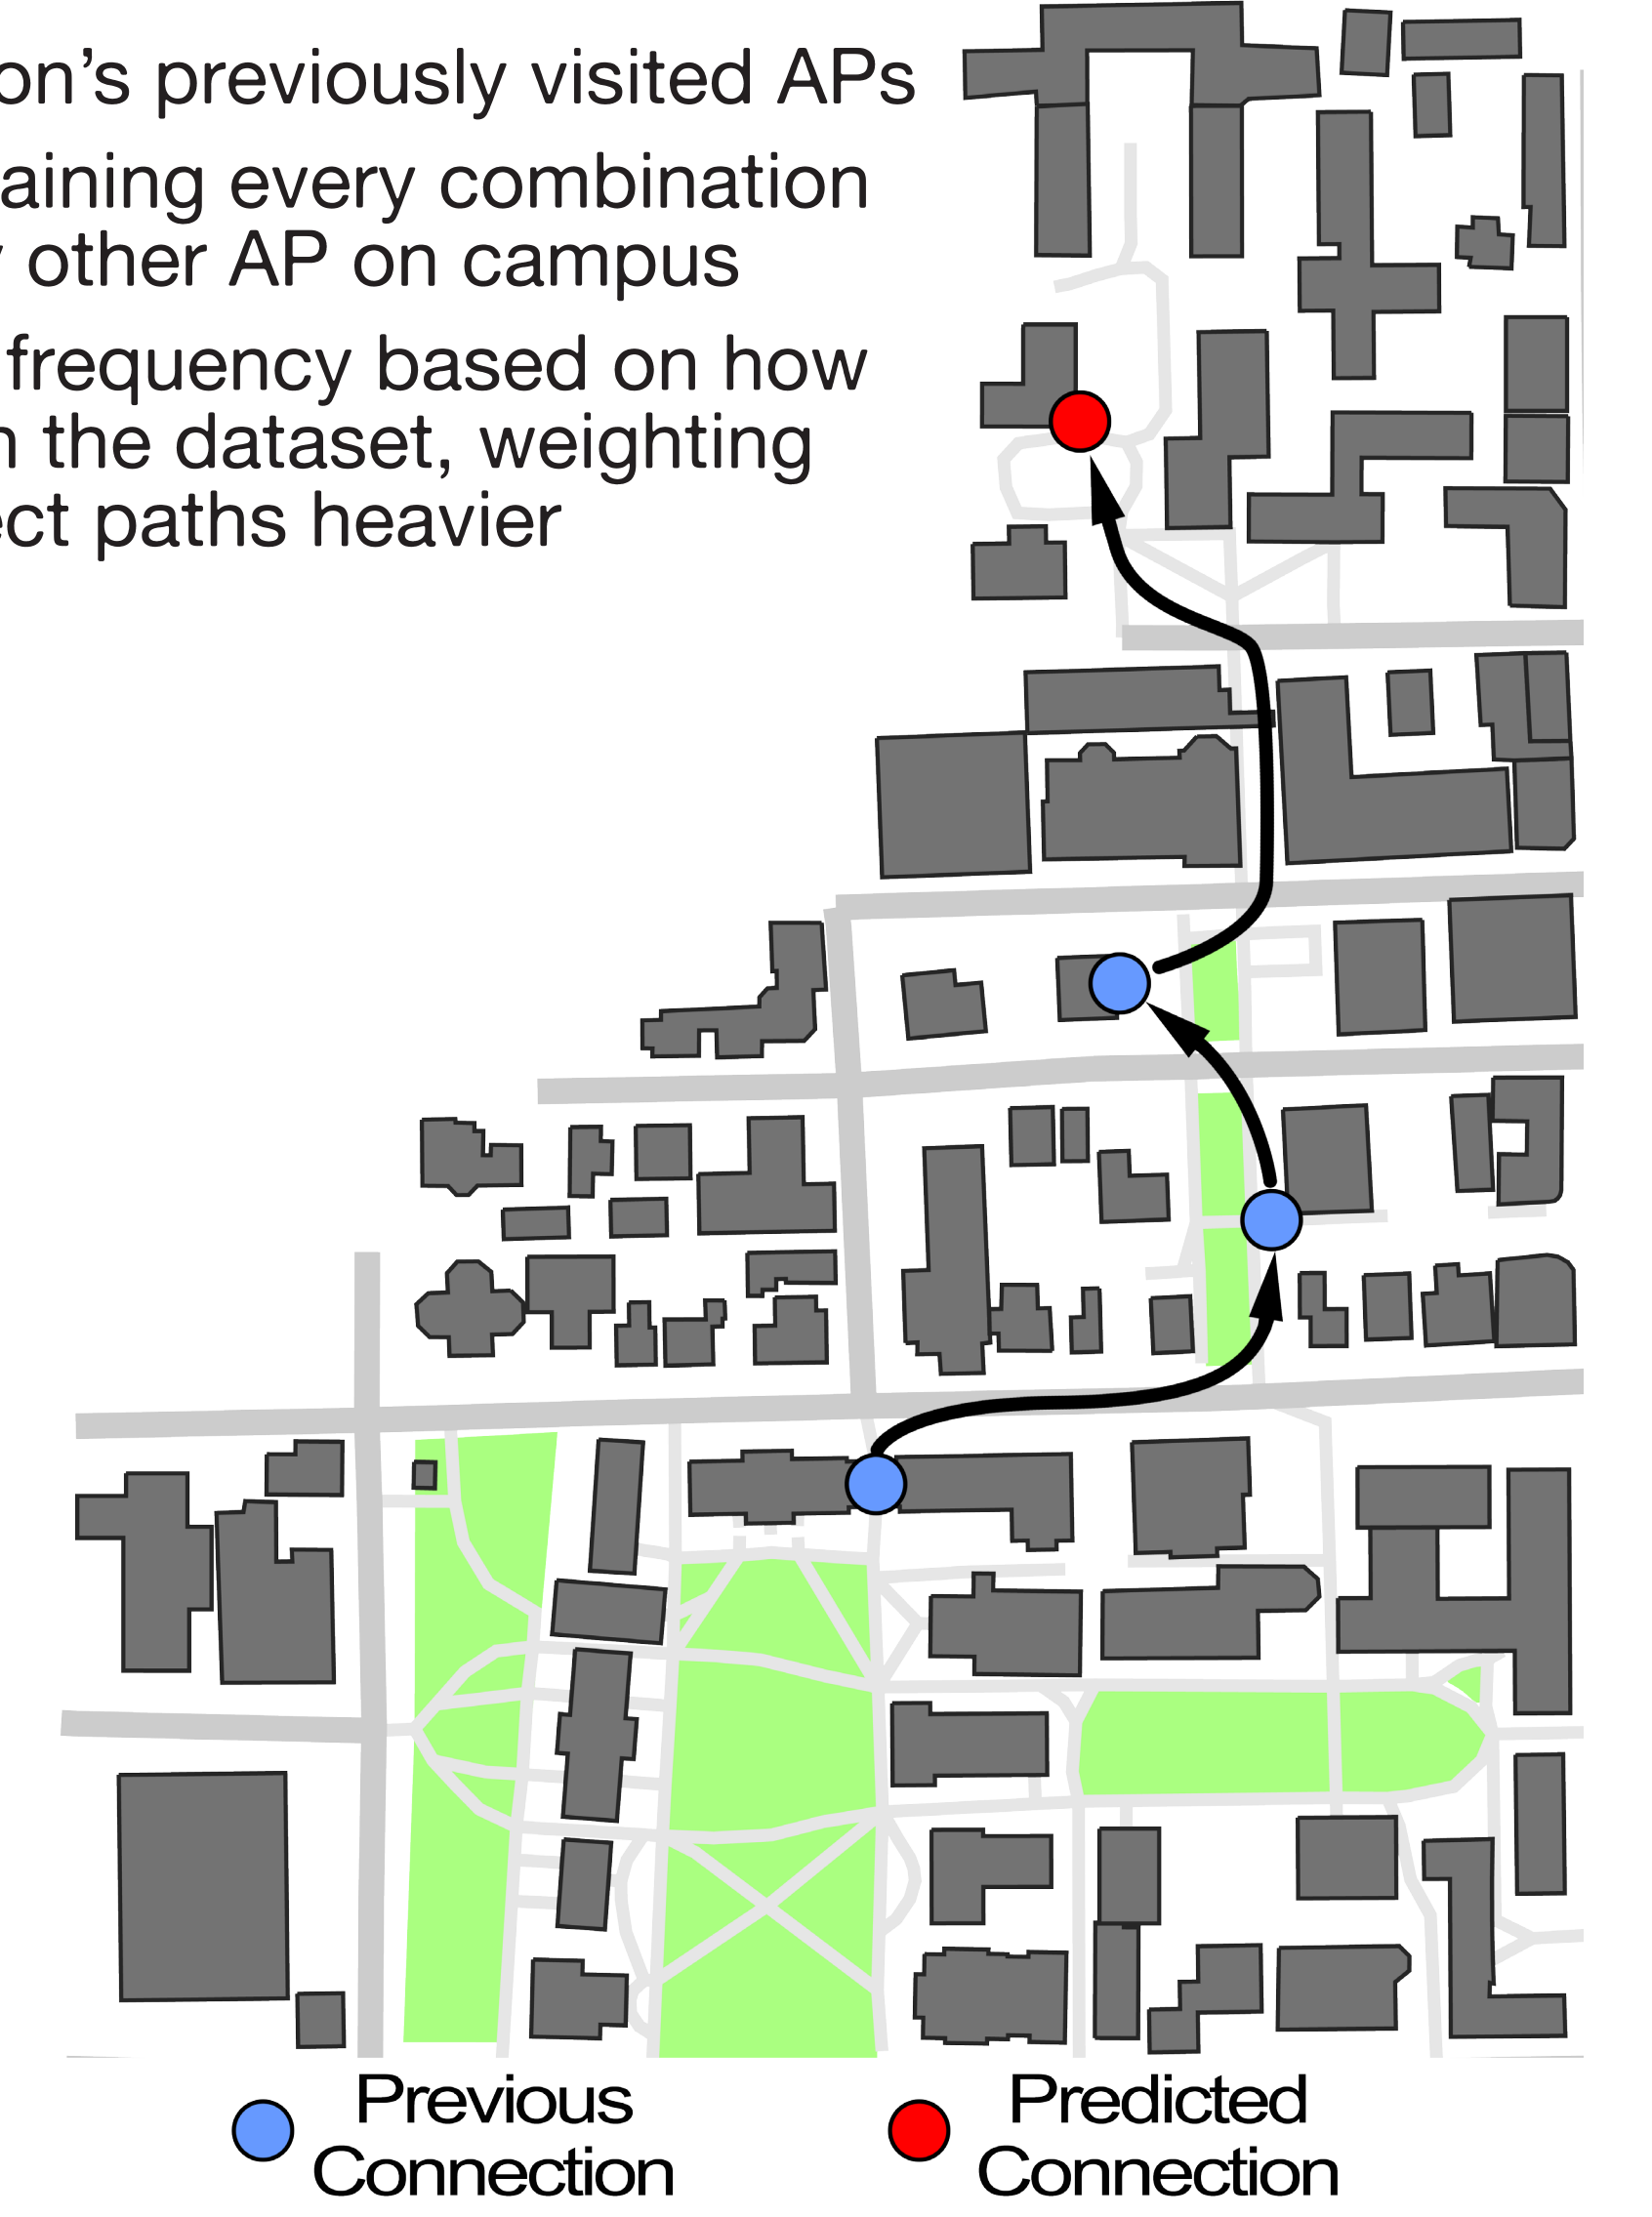 on's previously visited APs
aining every combination
other AP on campus
frequency based on how
n the dataset, weighting
ect paths heavier
Previous
Connection
Predicted
Connection